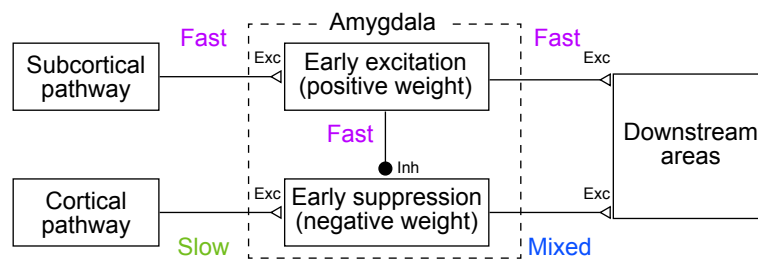 Amygdala
Fast
Fast
Exc
Exc
Subcortical
pathway
Early excitation
(positive weight)
Fast
Downstream
areas
Inh
Exc
Exc
Cortical
pathway
Early suppression
(negative weight)
Slow
Mixed